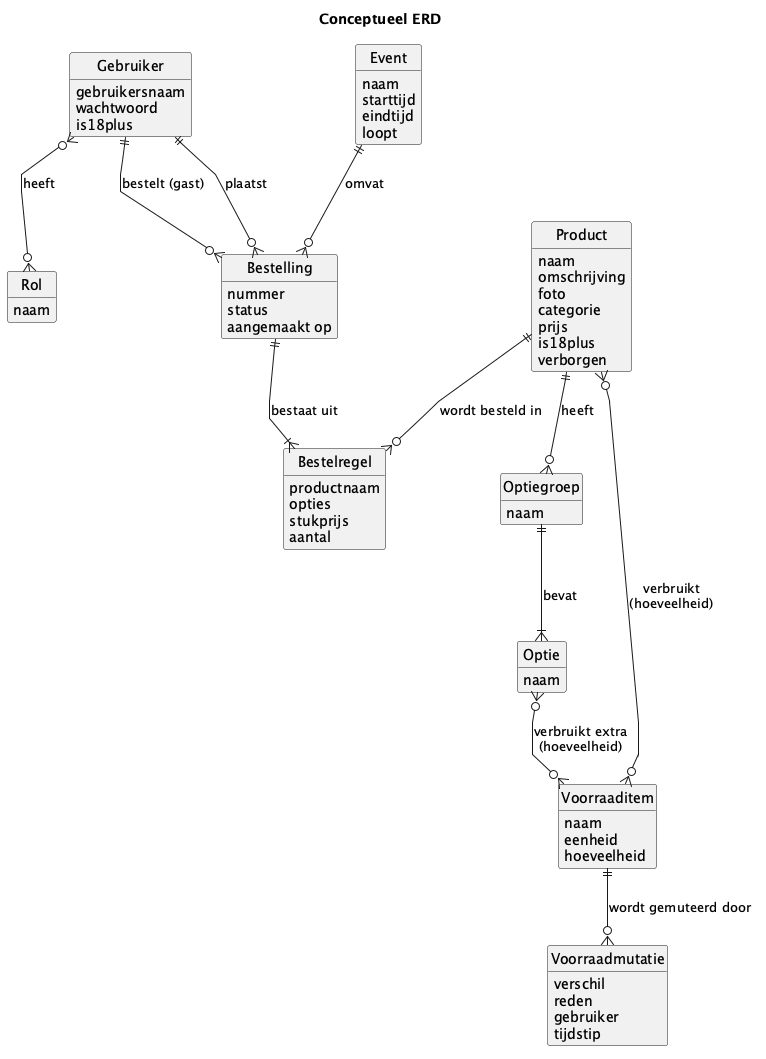 Conceptueel ERD
Gebruiker
gebruikersnaam
wachtwoord
is18plus
Event
naam
starttijd
eindtijd
loopt
heeft
bestelt (gast)
plaatst
omvat
Rol
naam
Bestelling
nummer
status
aangemaakt op
Product
naam
omschrijving
foto
categorie
prijs
is18plus
verborgen
bestaat uit
wordt besteld in
heeft
Bestelregel
productnaam
opties
stukprijs
aantal
Optiegroep
naam
bevat
verbruikt
(hoeveelheid)
Optie
naam
verbruikt extra
(hoeveelheid)
Voorraaditem
naam
eenheid
hoeveelheid
wordt gemuteerd door
Voorraadmutatie
verschil
reden
gebruiker
tijdstip